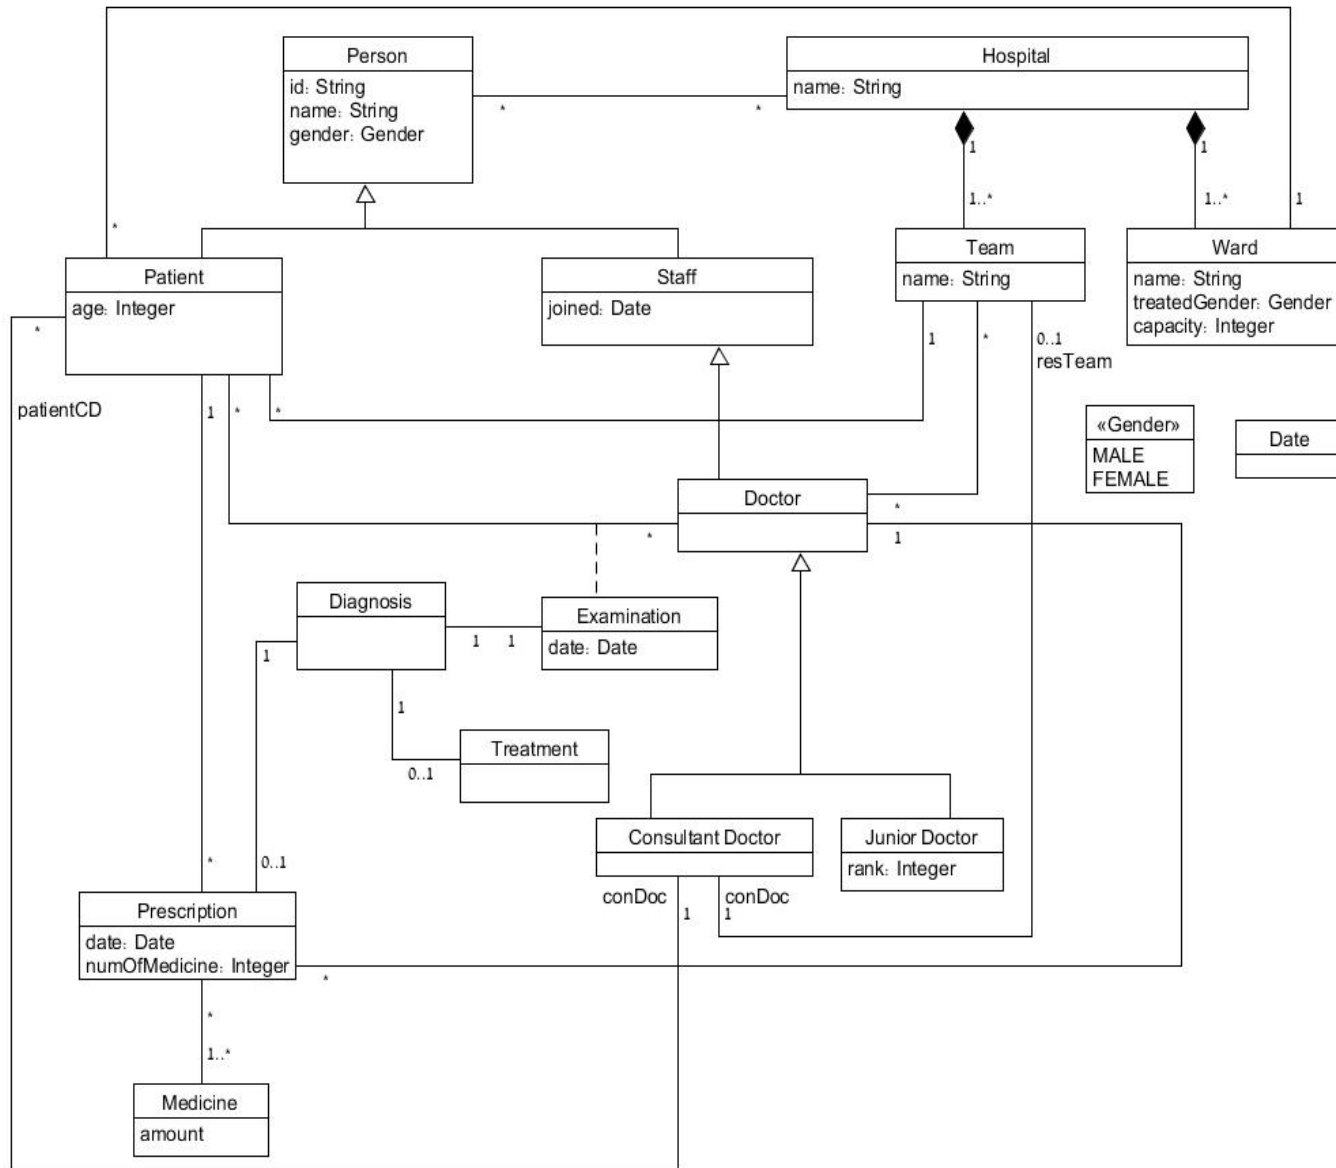 Person
id: String
name: String
gender: Gender
Hospital
name: String
*
*
1
1
1..*
1..*
1
*
Patient
age: Integer
Staff
joined: Date
Team
name: String
Ward
name: String
treatedGender: Gender
capacity: Integer
*
patientCD
1
*
*
1
*
0..1
resTeam
«Gender»
MALE
FEMALE
Date
Doctor
*
*
1
Diagnosis
1
1
Examination
date: Date
1
1
Treatment
0..1
Consultant Doctor
Junior Doctor
rank: Integer
conDoc
1
conDoc
1
*
0..1
Prescription
date: Date
numOfMedicine: Integer
*
*
1..*
Medicine
amount